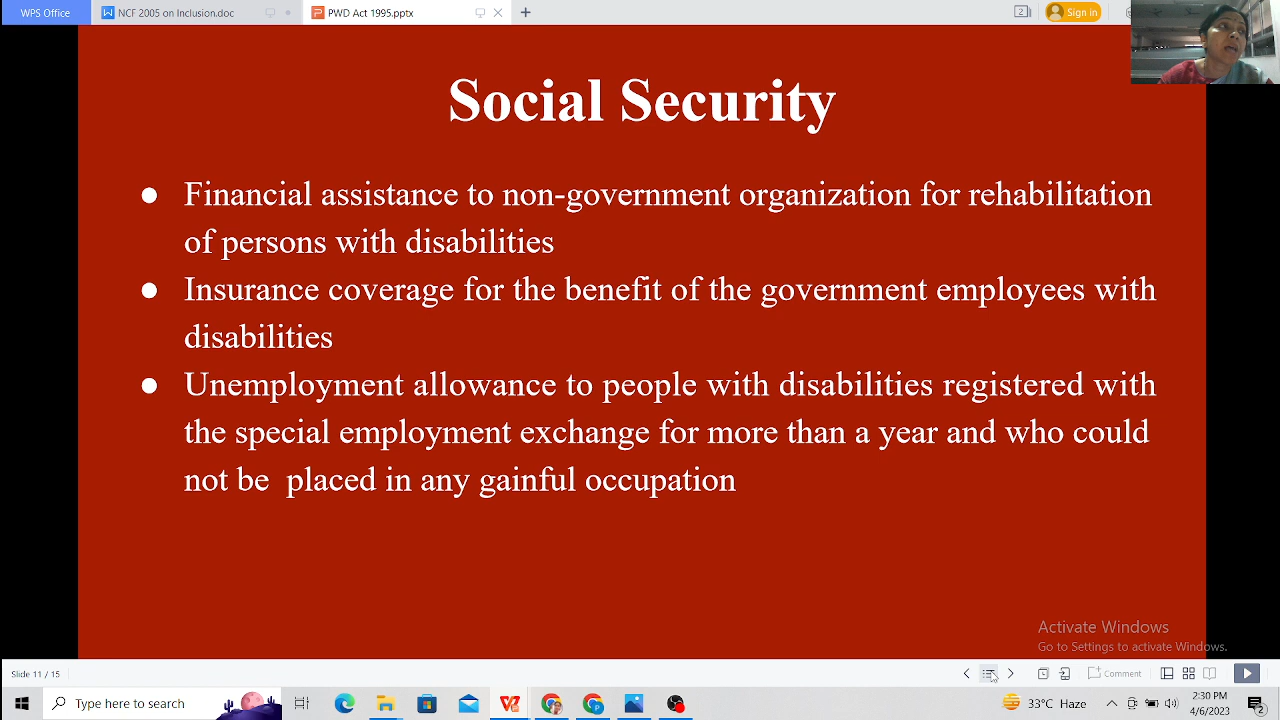 WPS Office
NCF 2005 on Inclusion.doc
PWD Act 1995.pptx
2
Sign in
Social Security
● Financial assistance to non-government organization for rehabilitation
of persons with disabilities
● Insurance coverage for the benefit of the government employees with
disabilities
● Unemployment allowance to people with disabilities registered with
the special employment exchange for more than a year and who could
not be placed in any gainful occupation
Activate Windows
Go to Settings to activate Windows.
Slide 11 / 15
Comment
Type here to search
33°C Haze
2:30 PM
4/6/2023
2